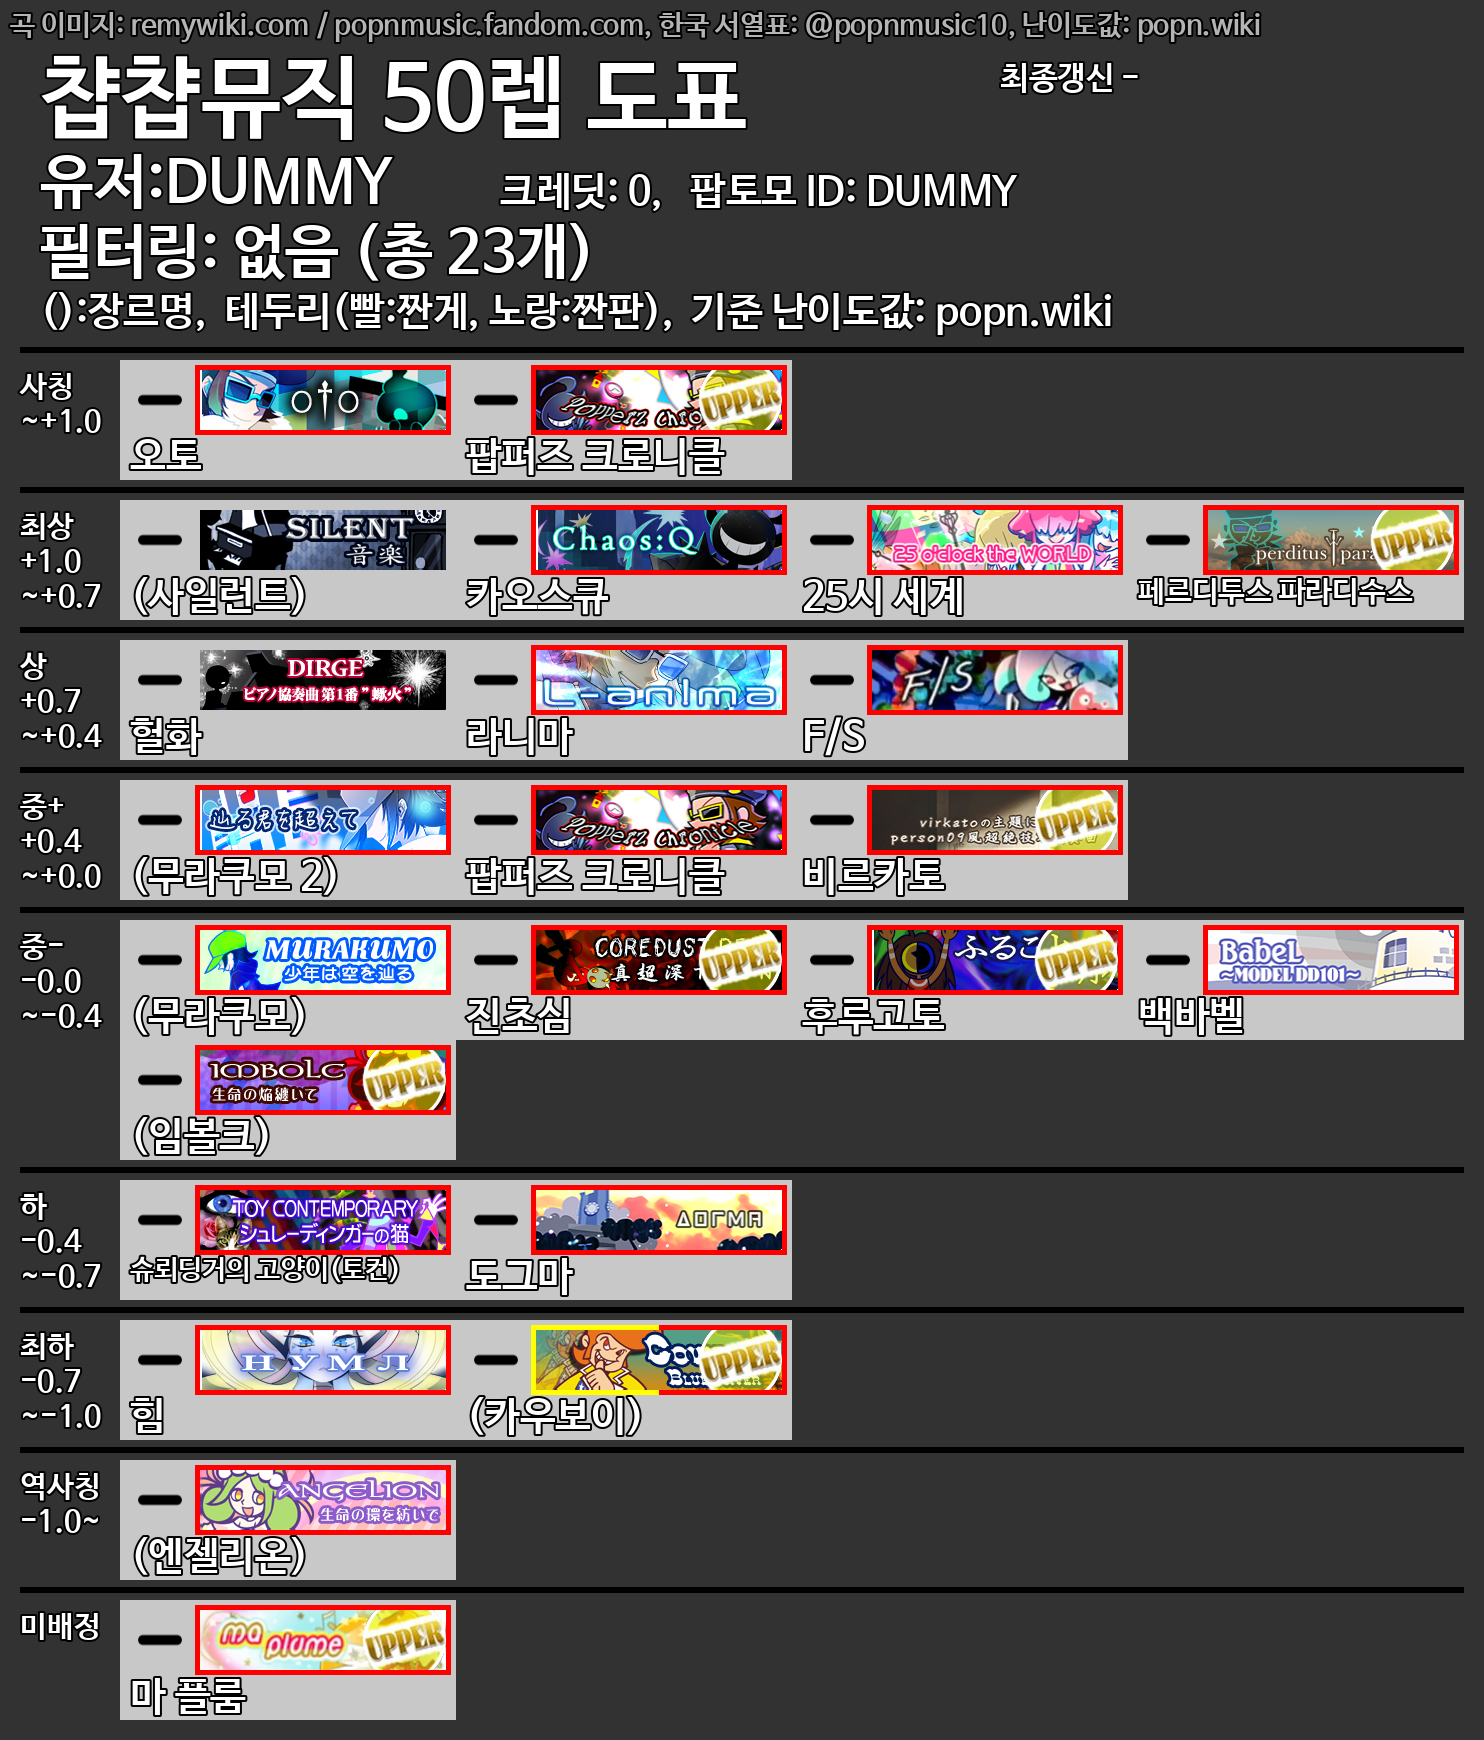 곡 이미지: remywiki.com / popnmusic.fandom.com, 한국 서열표: @popnmusic10, 난이도값: popn.wiki
챱챱뮤직 50렙 도표
최종갱신 -
유저:DUMMY
크레딧: 0, 팝토모 ID: DUMMY
필터링: 없음 (총 23개)
():장르명, 테두리(빨:짠게, 노랑:짠판), 기준 난이도값: popn.wiki
사칭
~+1.0
o†o
오토
popperz chro
UPPER
팝퍼즈 크로니클
최상
+1.0
~+0.7
SILENT
音楽
(사일런트)
Chaos:Q
카오스큐
25 o'clock the WORLD
25시 세계
perditus†para
UPPER
페르디투스 파라디수스
상
+0.7
~+0.4
DIRGE
ピアノ協奏曲第1番"蠍火"
혈화
L-an1ma
라니마
F/S
F/S
중+
+0.4
~+0.0
辿る君を超えて
(무라쿠모 2)
popperz chronicle
팝퍼즈 크로니클
virkatoの主題に
person09風超絶技
UPPER
비르카토
중-
-0.0
~-0.4
MURAKUMO
少年は空を辿る
(무라쿠모)
COREDUST
真超深
UPPER
진초심
ふるこ
UPPER
후루고토
BabeL
~MODEL DD101~
백바벨
IMBOLC
生命の焔纏いて
UPPER
(임볼크)
하
-0.4
~-0.7
TOY CONTEMPORARY
シュレーディンガーの猫
슈뢰딩거의 고양이(토컨)
ΔΟΓΜΑ
도그마
최하
-0.7
~-1.0
НУМЛ
힘
Cow
BLUE RIVER
UPPER
(카우보이)
역사칭
-1.0~
ANGELION
生命の環を紡いで
(엔젤리온)
미배정
ma plume
UPPER
마 플룸